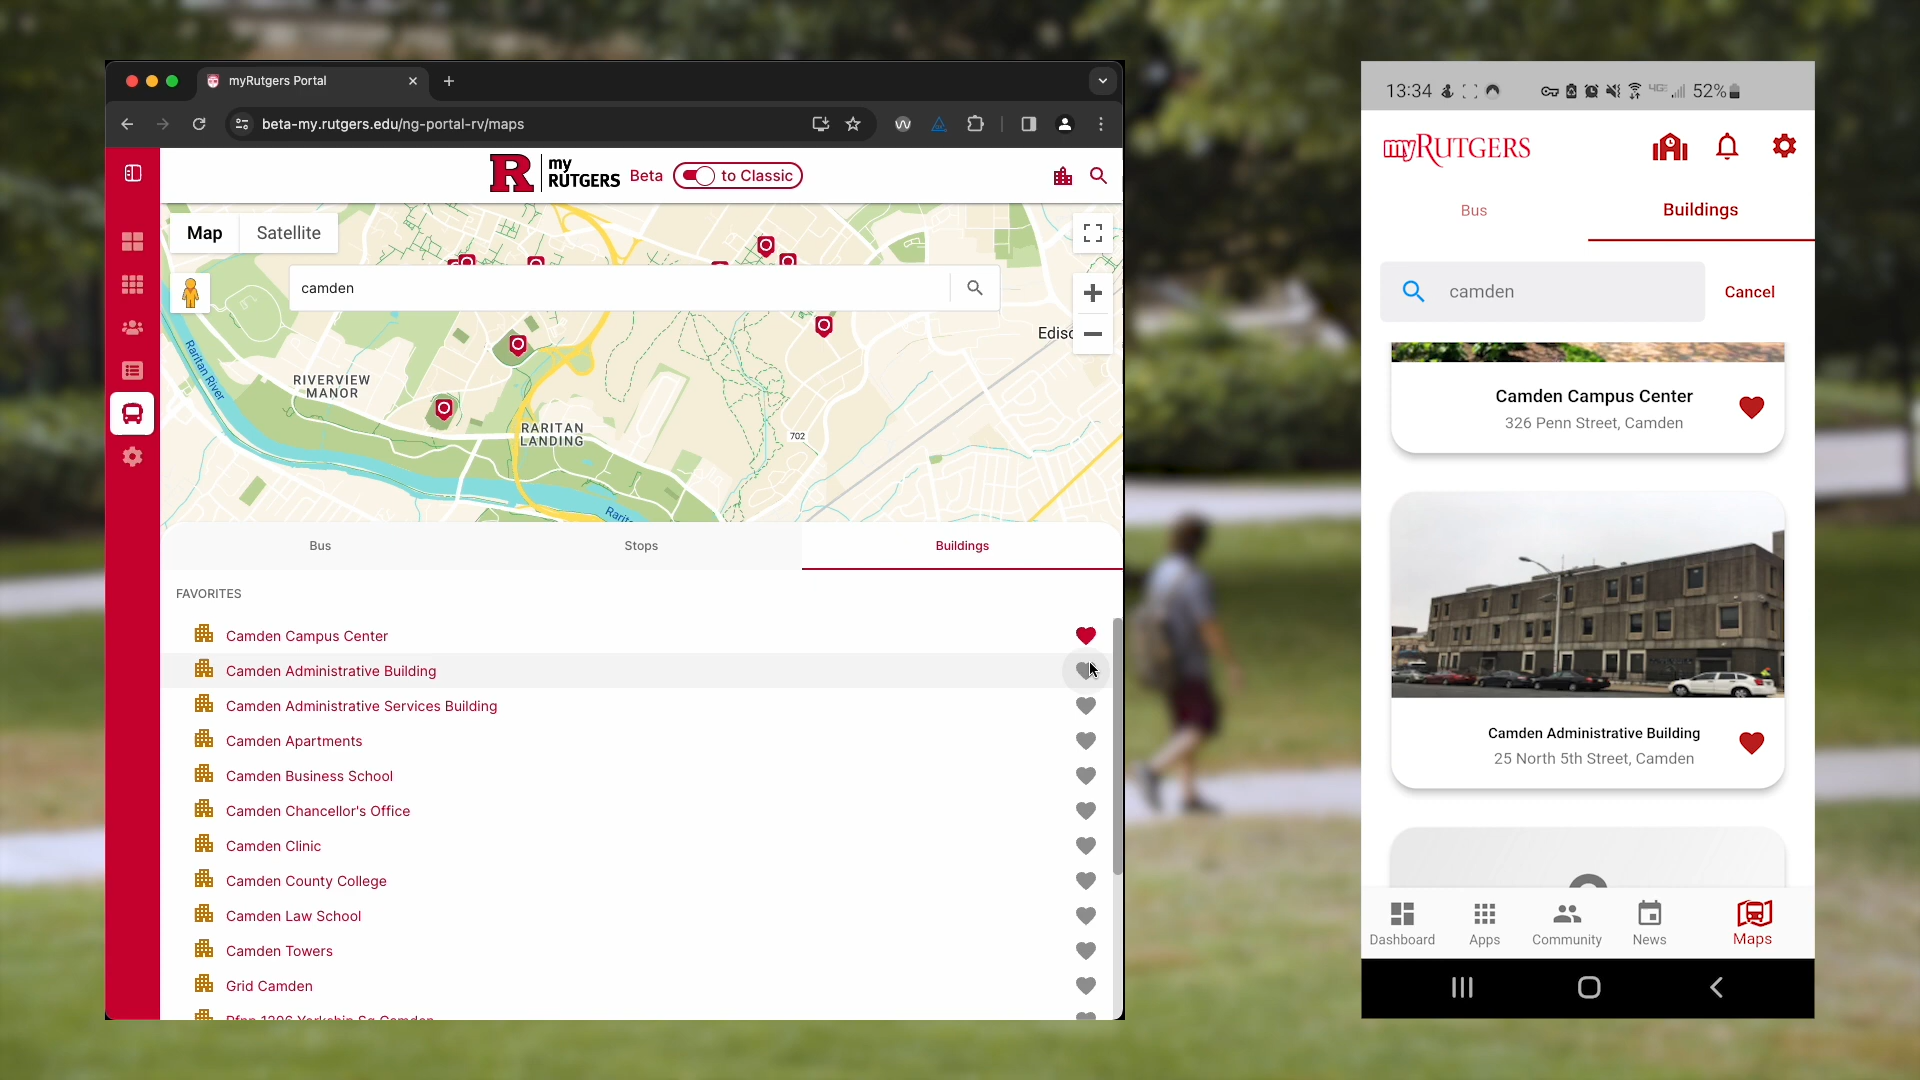 myRutgers Portal
beta-my.rutgers.edu/ng-portal-rv/maps
R
my
RUTGERS
Beta
to Classic
Map
Satellite
camden
Edisc
Raritan River
RIVERVIEW
MANOR
RARITAN
LANDING
702
Rarit
Bus
Stops
Buildings
FAVORITES
Camden Campus Center
Camden Administrative Building
Camden Administrative Services Building
Camden Apartments
Camden Business School
Camden Chancellor's Office
Camden Clinic
Camden County College
Camden Law School
Camden Towers
Grid Camden
13:34
52%
myRUTGERS
Bus
Buildings
camden
Cancel
Camden Campus Center
326 Penn Street, Camden
Camden Administrative Building
25 North 5th Street, Camden
Dashboard
Apps
Community
News
Maps